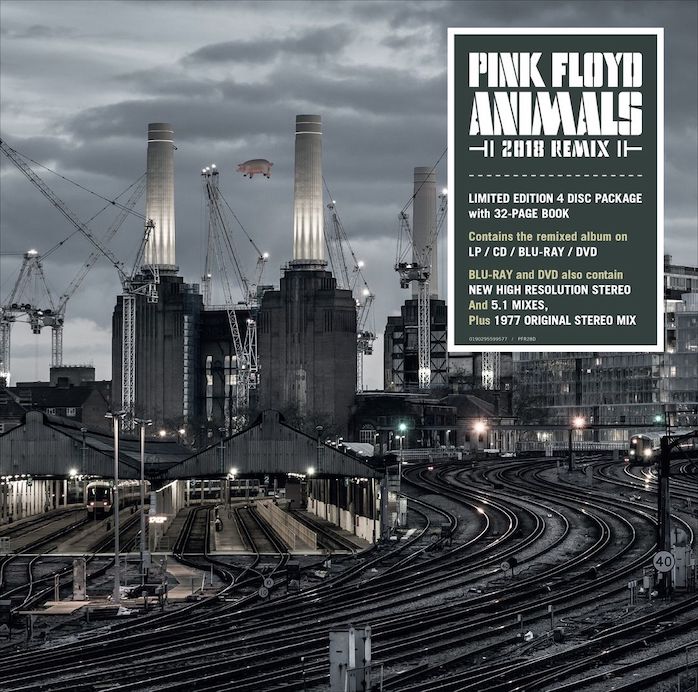 PINK FLOYD
ANIMALS
2018 REMIX
LIMITED EDITION 4 DISC PACKAGE
with 32-PAGE BOOK
Contains the remixed album on
LP / CD / BLU-RAY / DVD
BLU-RAY and DVD also contain
NEW HIGH RESOLUTION STEREO
And 5.1 MIXES,
Plus 1977 ORIGINAL STEREO MIX
0190295599577 / PFR28D
40